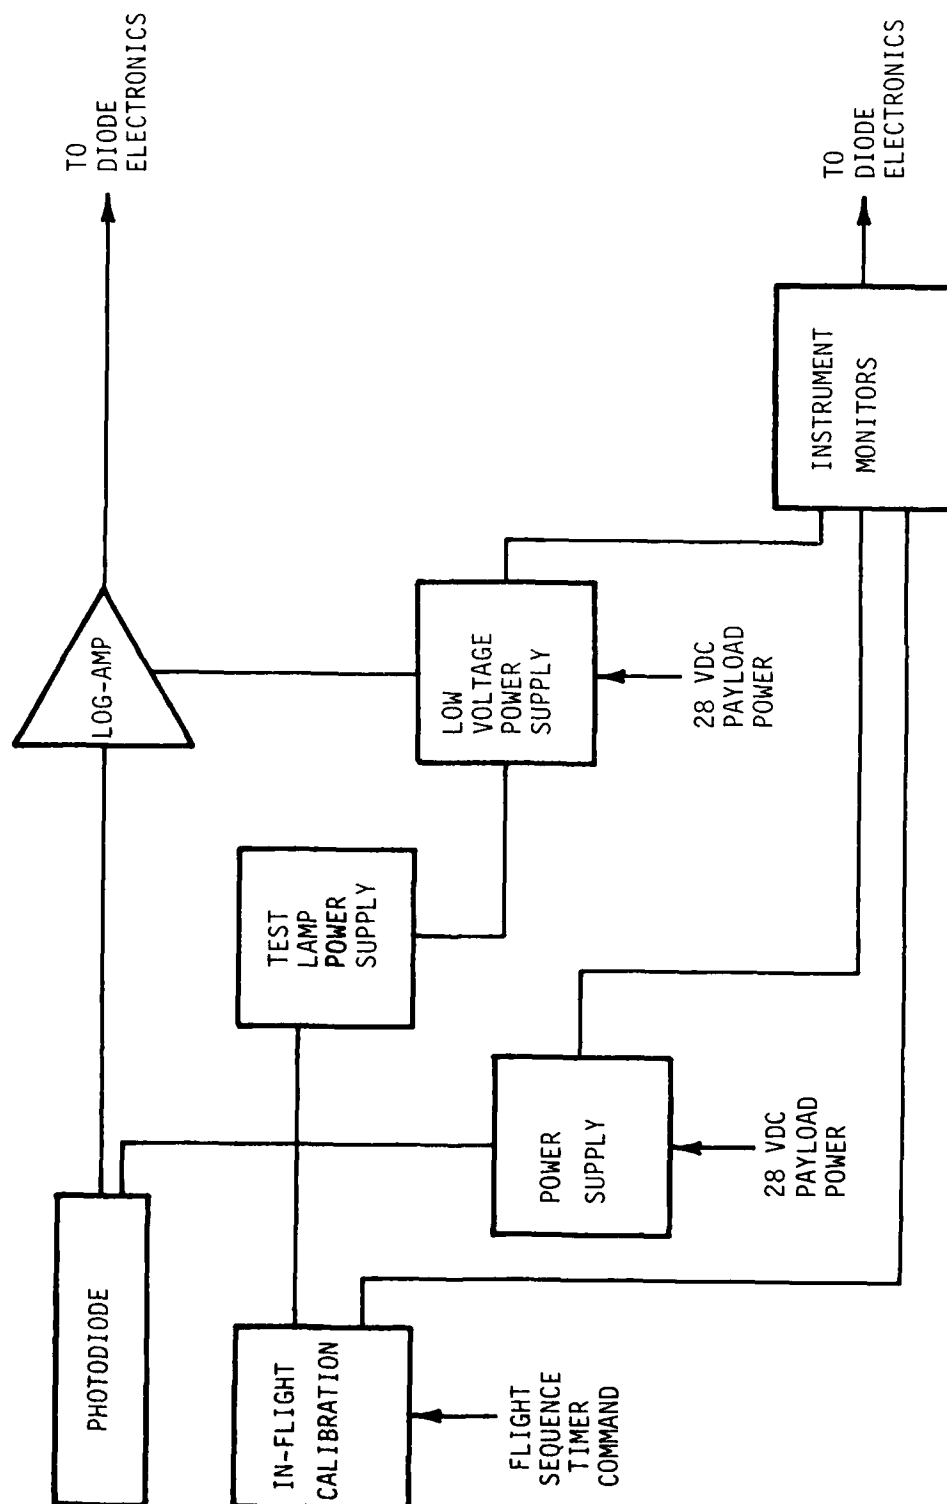 TO
DIODE
ELECTRONICS
LOG-AMP
PHOTODIODE
TEST
LAMP
POWER
SUPPLY
LOW
VOLTAGE
POWER
SUPPLY
28 VDC
PAYLOAD
POWER
IN-FLIGHT
CALIBRATION
FLIGHT
SEQUENCE
TIMER
COMMAND
POWER
SUPPLY
28 VDC
PAYLOAD
POWER
INSTRUMENT
MONITORS
TO
DIODE
ELECTRONICS